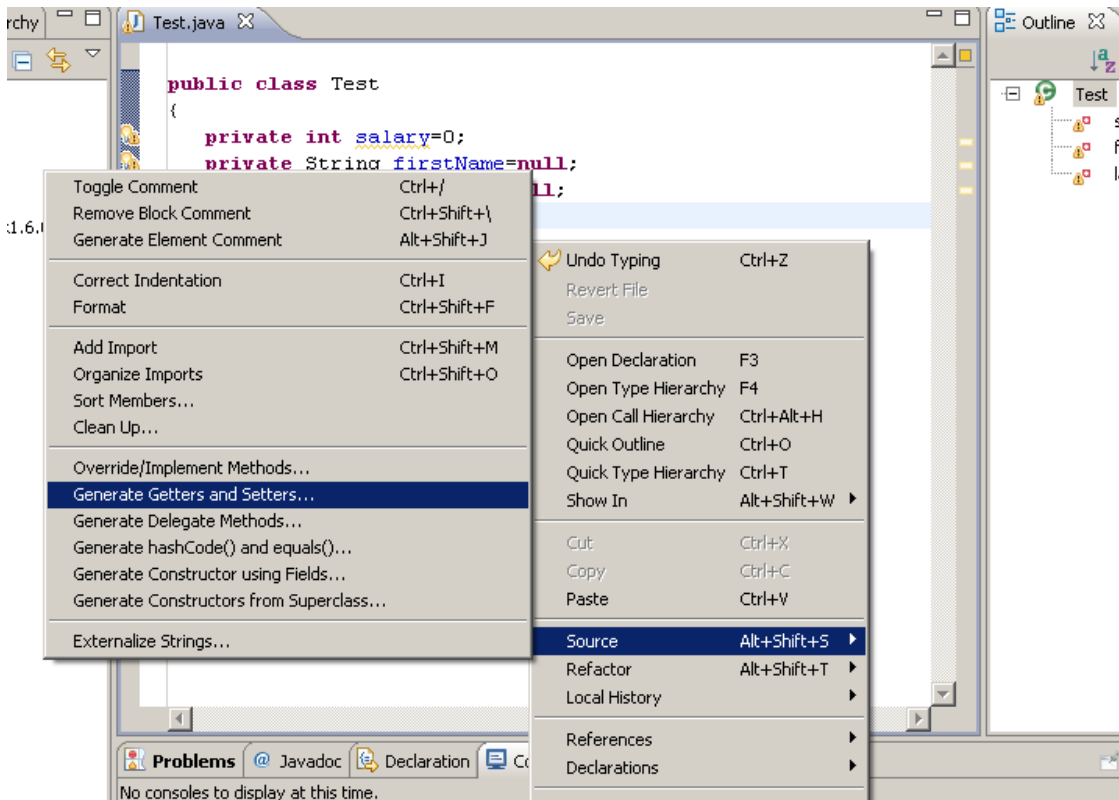 rchy
Test.java
public class Test
{
private int salary=0;
private String firstName=null;
ll;
Toggle Comment Ctrl+/
Remove Block Comment Ctrl+Shift+\
Generate Element Comment Alt+Shift+J
Correct Indentation Ctrl+I
Format Ctrl+Shift+F
Add Import Ctrl+Shift+M
Organize Imports Ctrl+Shift+O
Sort Members...
Clean Up...
Override/Implement Methods...
Generate Getters and Setters...
Generate Delegate Methods...
Generate hashCode() and equals()...
Generate Constructor using Fields...
Generate Constructors from Superclass...
Externalize Strings...
Undo Typing Ctrl+Z
Revert File
Save
Open Declaration F3
Open Type Hierarchy F4
Open Call Hierarchy Ctrl+Alt+H
Quick Outline Ctrl+O
Quick Type Hierarchy Ctrl+T
Show In Alt+Shift+W
Cut Ctrl+X
Copy Ctrl+C
Paste Ctrl+V
Source Alt+Shift+S
Refactor Alt+Shift+T
Local History
References
Declarations
Outline
Test
Problems @ Javadoc Declaration Co
No consoles to display at this time.